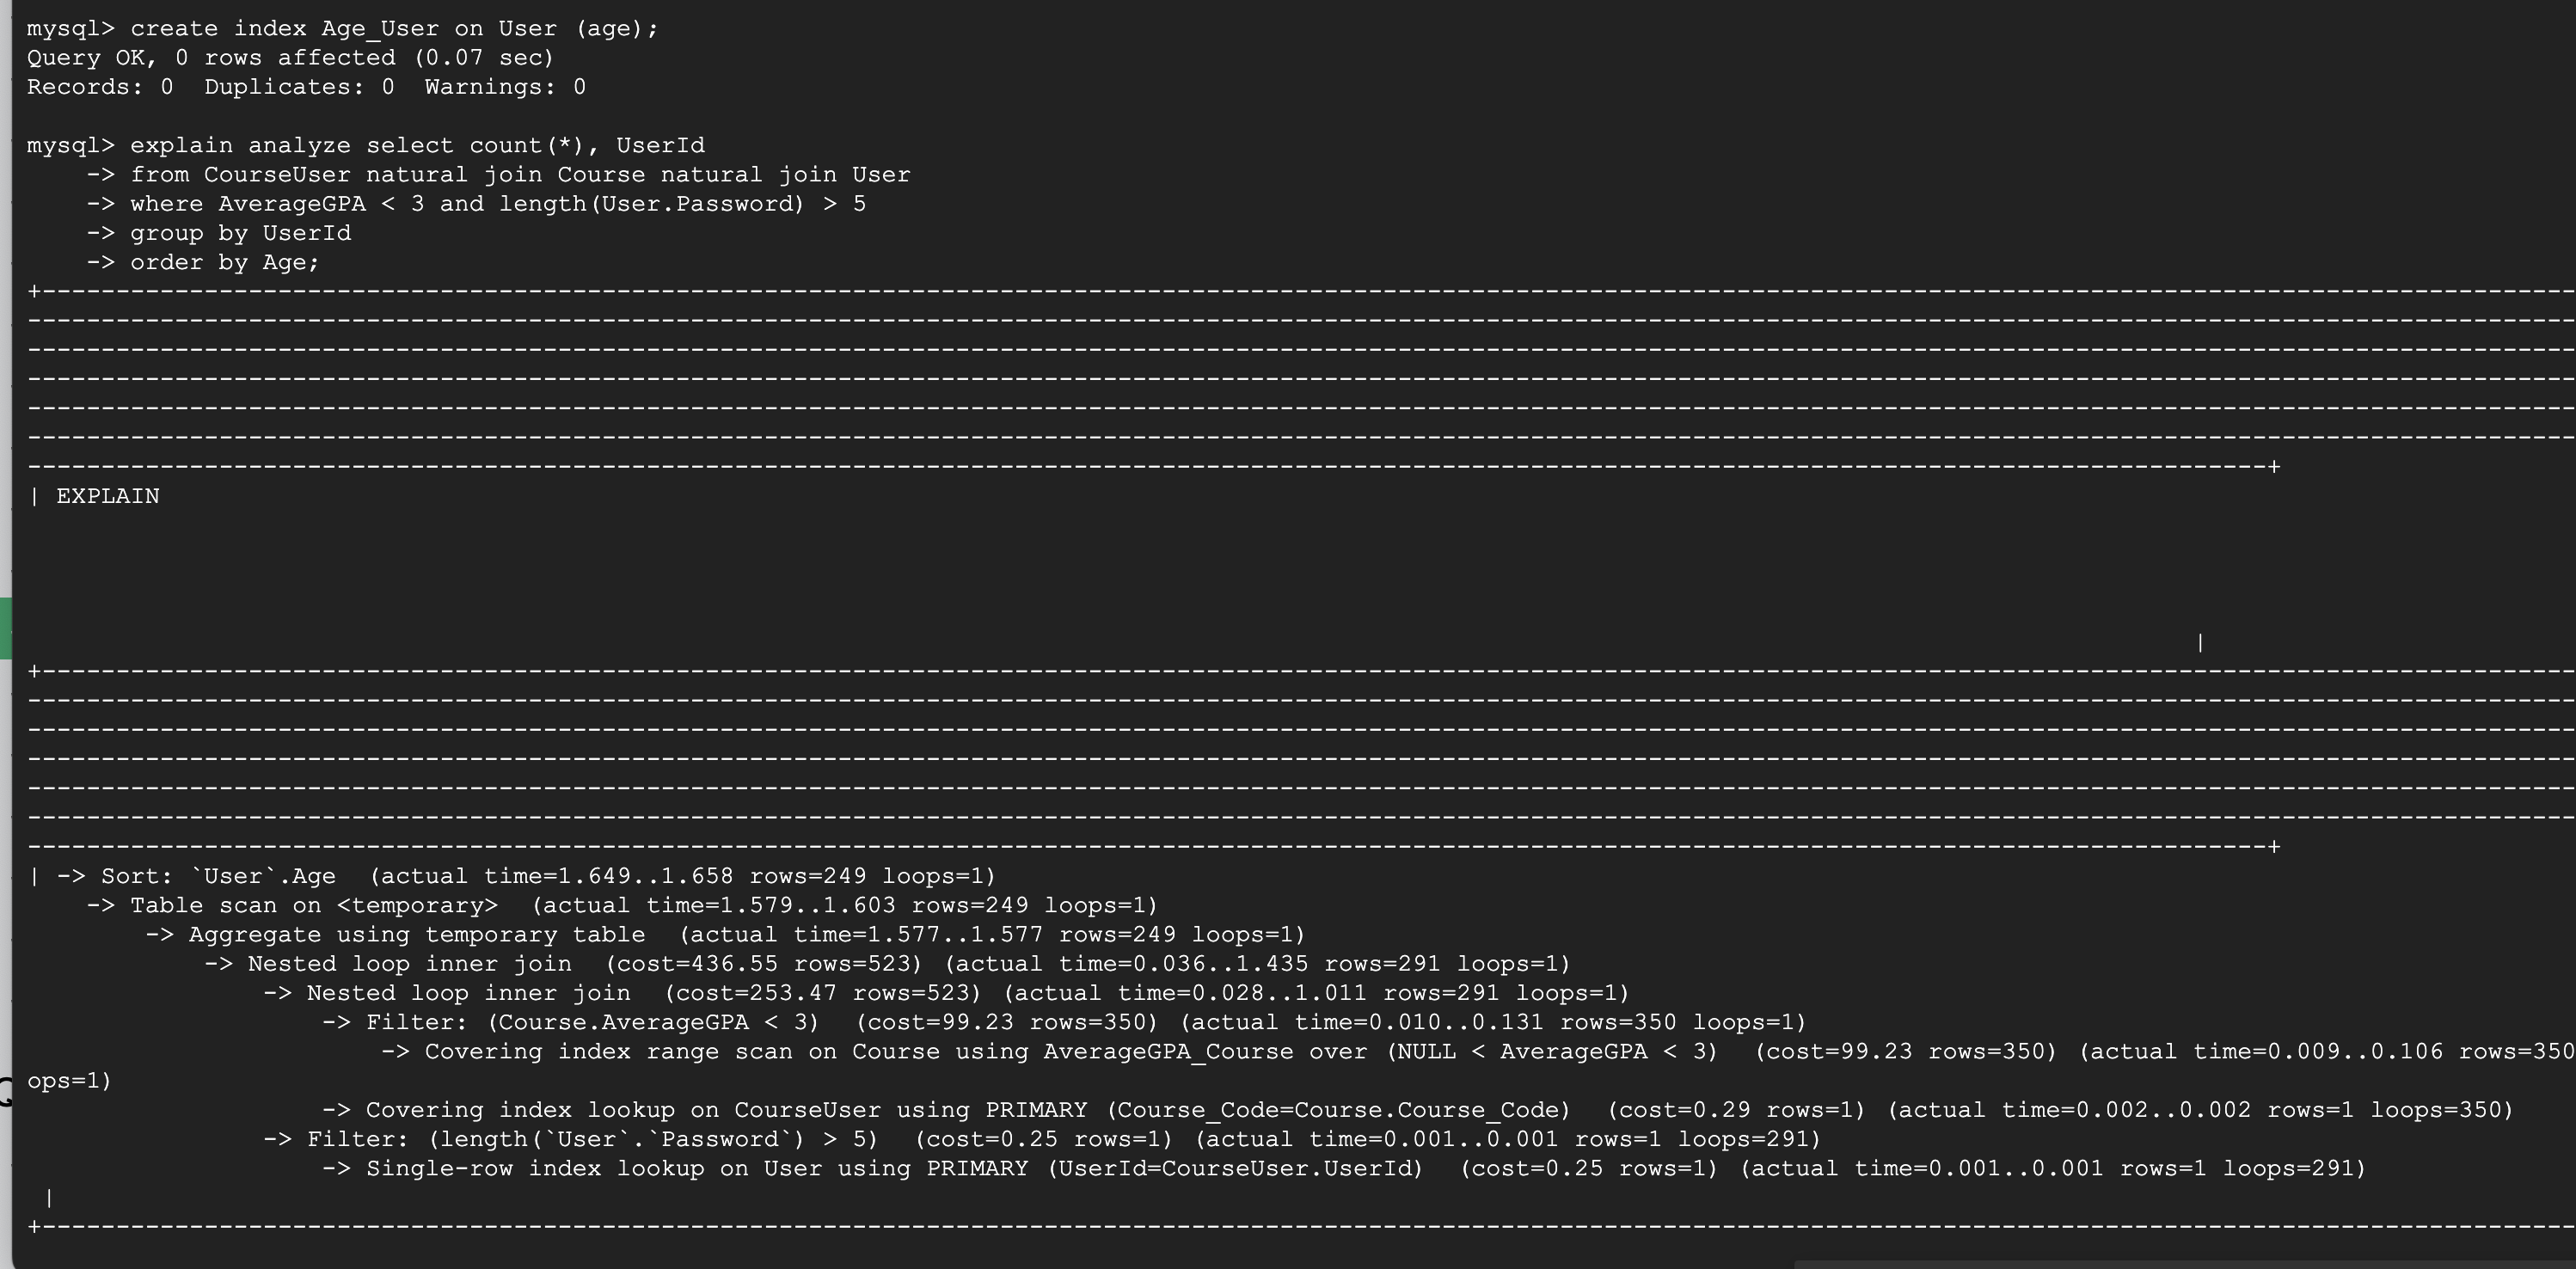 mysql> create index Age_User on User (age);
Query OK, 0 rows affected (0.07 sec)
Records: 0  Duplicates: 0  Warnings: 0
mysql> explain analyze select count(*), UserId
    -> from CourseUser natural join Course natural join User
    -> where AverageGPA < 3 and length(User.Password) > 5
    -> group by UserId
    -> order by Age;
| EXPLAIN
|
| -> Sort: `User`.Age  (actual time=1.649..1.658 rows=249 loops=1)
    -> Table scan on <temporary>  (actual time=1.579..1.603 rows=249 loops=1)
        -> Aggregate using temporary table  (actual time=1.577..1.577 rows=249 loops=1)
            -> Nested loop inner join  (cost=436.55 rows=523) (actual time=0.036..1.435 rows=291 loops=1)
                -> Nested loop inner join  (cost=253.47 rows=523) (actual time=0.028..1.011 rows=291 loops=1)
                    -> Filter: (Course.AverageGPA < 3)  (cost=99.23 rows=350) (actual time=0.010..0.131 rows=350 loops=1)
                        -> Covering index range scan on Course using AverageGPA_Course over (NULL < AverageGPA < 3)  (cost=99.23 rows=350) (actual time=0.009..0.106 rows=350
ops=1)
                    -> Covering index lookup on CourseUser using PRIMARY (Course_Code=Course.Course_Code)  (cost=0.29 rows=1) (actual time=0.002..0.002 rows=1 loops=350)
                -> Filter: (length(`User`.`Password`) > 5)  (cost=0.25 rows=1) (actual time=0.001..0.001 rows=1 loops=291)
                    -> Single-row index lookup on User using PRIMARY (UserId=CourseUser.UserId)  (cost=0.25 rows=1) (actual time=0.001..0.001 rows=1 loops=291)
 |